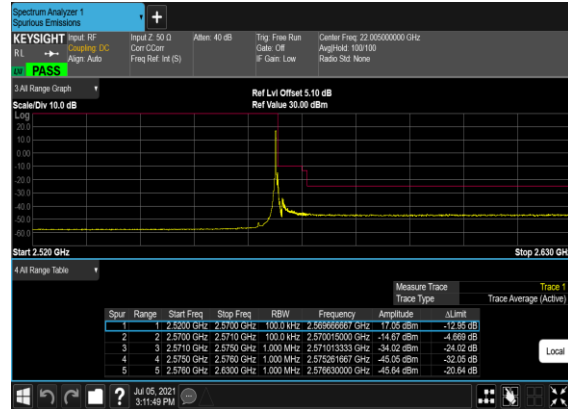 Spectrum Analyzer 1
Spurious Emissions
KEYSIGHT
RL
LW PASS
Input: RF
Coupling: DC
Align: Auto
Input Z: 50 Ω
Corr CCorr
Freq Ref: Int (S)
Atten: 40 dB
Trig: Free Run
Gate: Off
IF Gain: Low
Center Freq: 22.005000000 GHz
Avg|Hold: 100/100
Radio Std: None
3 All Range Graph
Scale/Div 10.0 dB
Ref Lvl Offset 5.10 dB
Ref Value 30.00 dBm
Log
20.0
10.0
0.00
-10.0
-20.0
-30.0
-40.0
-50.0
-60.0
Start 2.520 GHz
Stop 2.630 GHz
4 All Range Table
Measure Trace Trace 1
Trace Type Trace Average (Active)
Spur Range Start Freq Stop Freq RBW Frequency Amplitude ΔLimit
1 1 2.5200 GHz 2.5700 GHz 100.0 kHz 2.569666667 GHz 17.05 dBm -12.95 dB
2 2 2.5700 GHz 2.5710 GHz 100.0 kHz 2.570015000 GHz -14.67 dBm -4.669 dB
3 3 2.5710 GHz 2.5750 GHz 1.000 MHz 2.571013333 GHz -34.02 dBm -24.02 dB
4 4 2.5750 GHz 2.5760 GHz 1.000 MHz 2.575261667 GHz -45.05 dBm -32.05 dB
5 5 2.5760 GHz 2.6300 GHz 1.000 MHz 2.576630000 GHz -45.64 dBm -20.64 dB
Local
?
Jul 05, 2021
3:11:49 PM